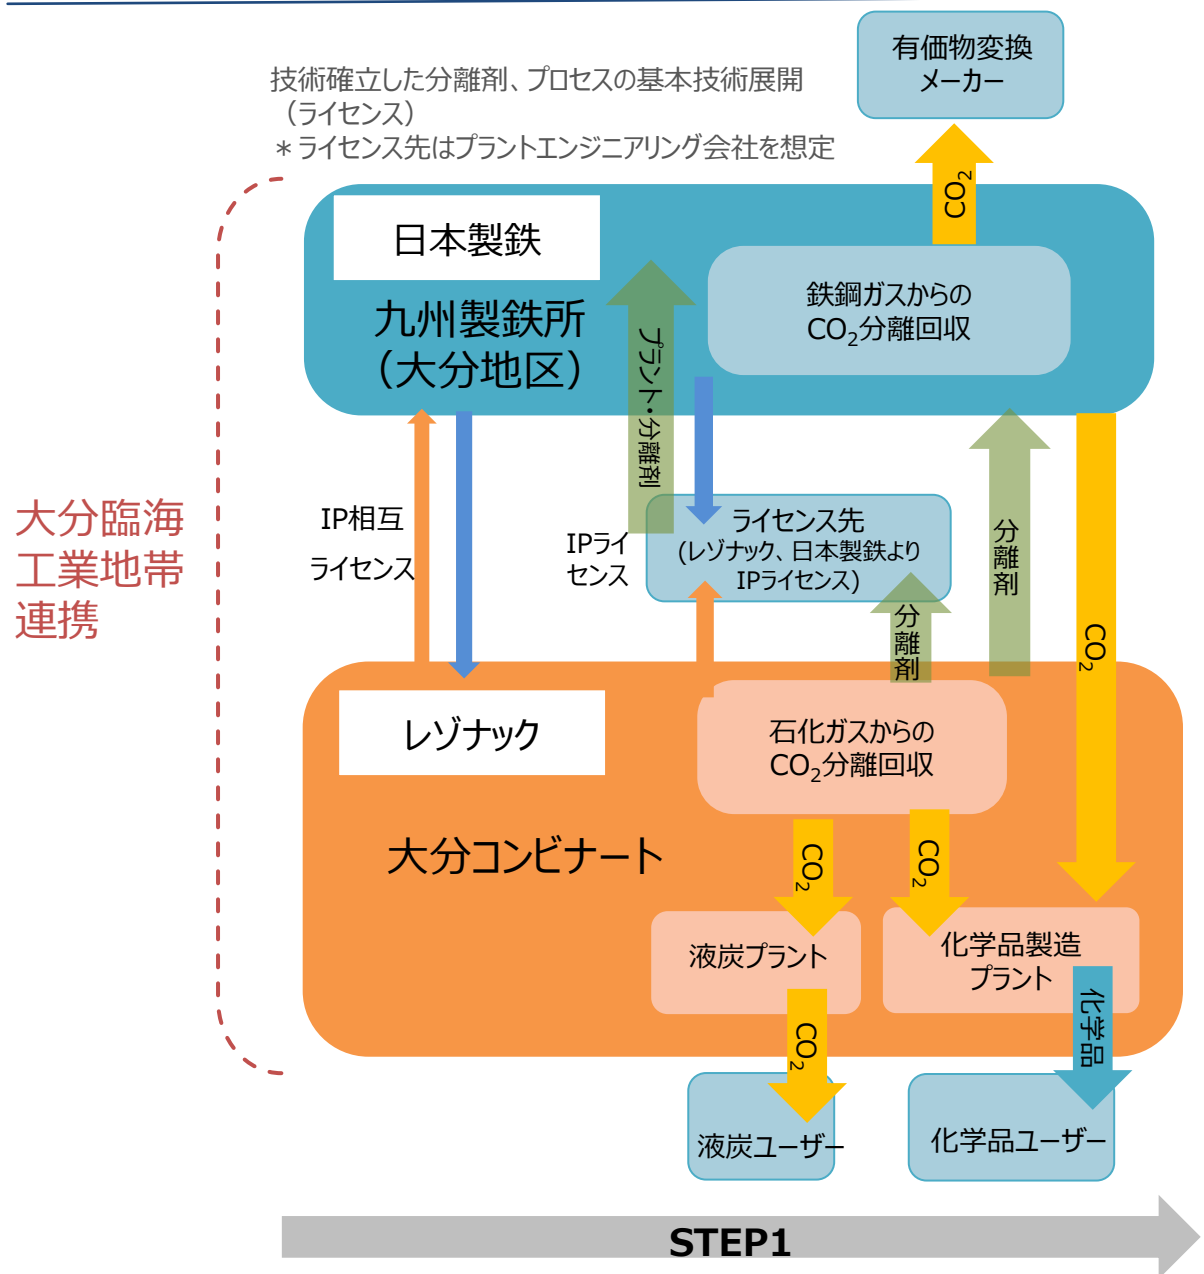 有価物変換
メーカー
技術確立した分離剤、プロセスの基本技術展開
（ライセンス）
＊ライセンス先はプラントエンジニアリング会社を想定
CO₂
日本製鉄
九州製鉄所
（大分地区）
鉄鋼ガスからの
CO₂分離回収
プラント・分離剤
大分臨海
工業地帯
連携
IP相互
ライセンス
IPライ
センス
ライセンス先
(レゾナック、日本製鉄より
IPライセンス)
分離剤
分離剤
CO₂
レゾナック
石化ガスからの
CO₂分離回収
大分コンビナート
CO₂
CO₂
液炭プラント
化学品製造
プラント
CO₂
化学品
液炭ユーザー
化学品ユーザー
STEP1